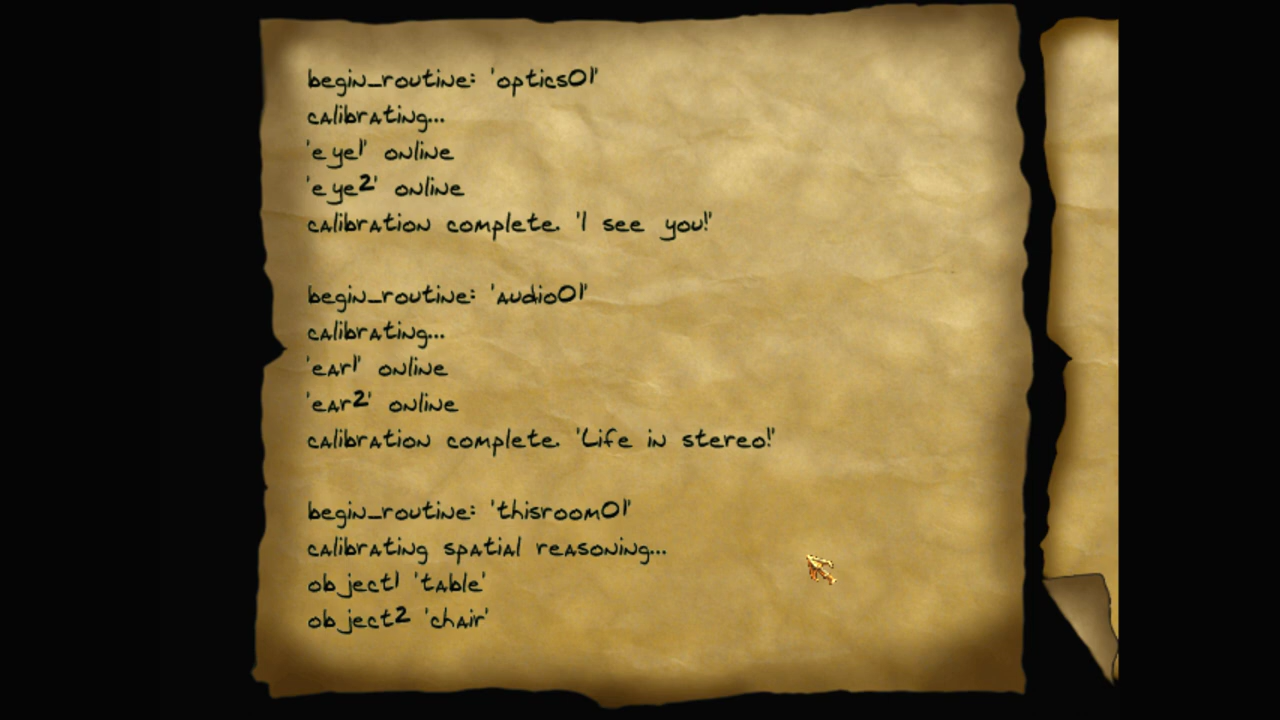 begin_routine: 'optics01'
calibrating...
'eye1' online
'eye2' online
calibration complete. 'I see you!'
begin_routine: 'audio01'
calibrating...
'ear1' online
'ear2' online
calibration complete. 'Life in stereo!'
begin_routine: 'thisroom01'
calibrating spatial reasoning...
object1 'table'
object2 'chair'